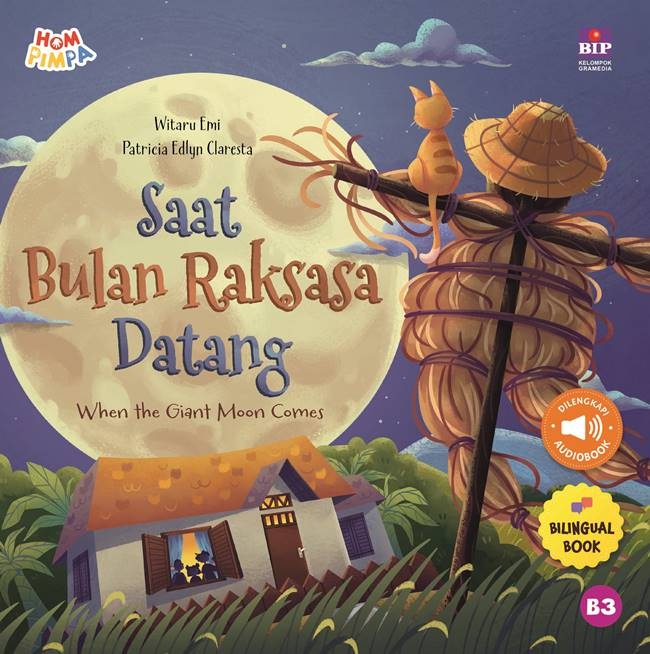 HOM
PIMPA
BIP
KELOMPOK
GRAMEDIA
Witaru Emi
Patricia Edlyn Claresta
Saat
Bulan Raksasa
Datang
When the Giant Moon Comes
DILENGKAPI
AUDIOBOOK
BILINGUAL
BOOK
B3